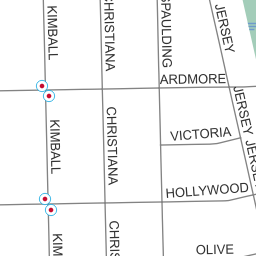 KIMBALL
CHRISTIANA
SPAULDING
JERSEY
ARDMORE
KIMBALL
CHRISTIANA
VICTORIA
JERSEY
HOLLYWOOD
OLIVE